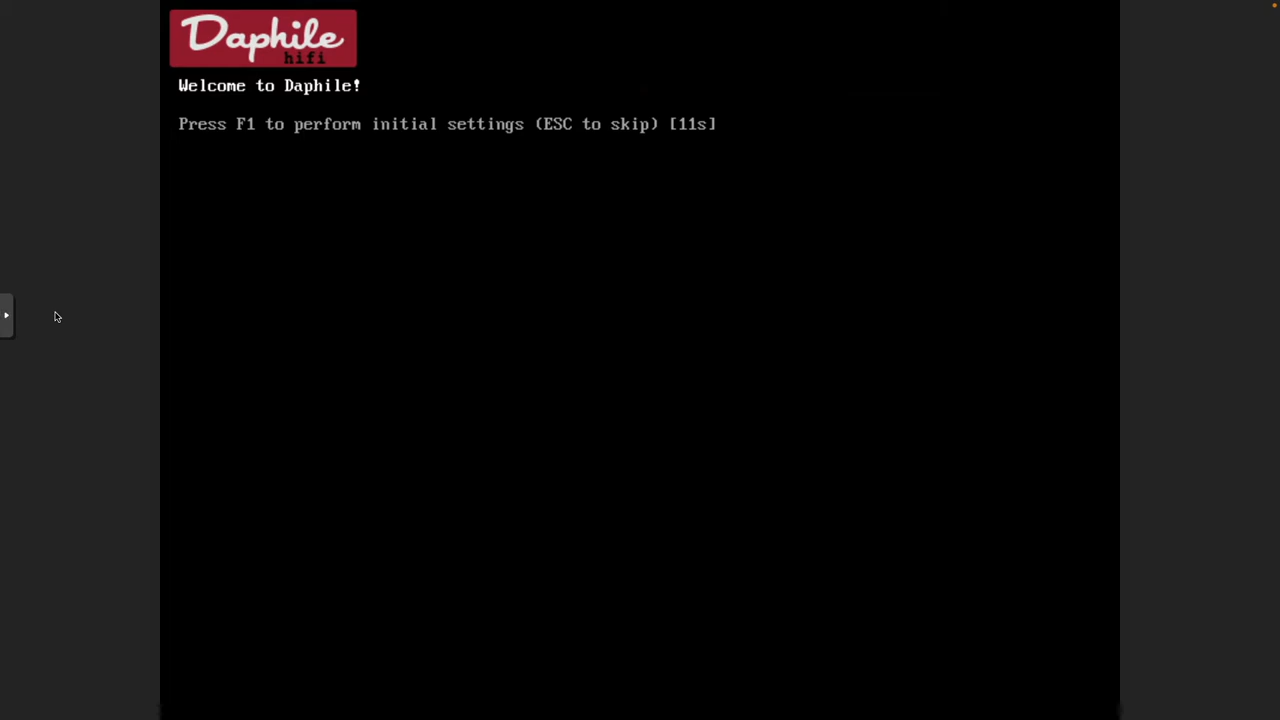 Daphile
hifi
Welcome to Daphile!
Press F1 to perform initial settings (ESC to skip) [11s]